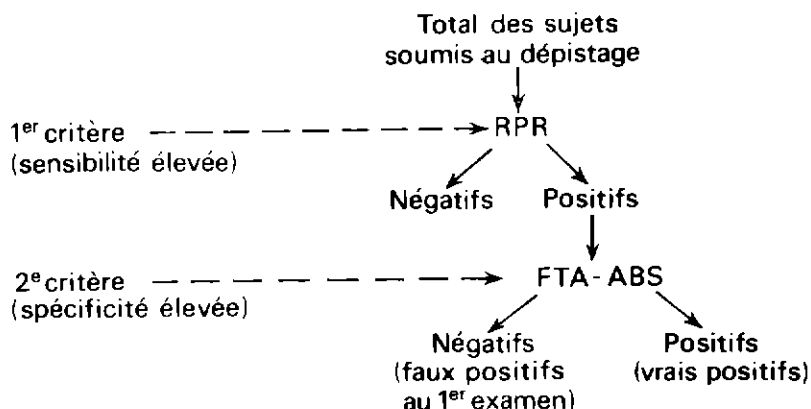 Total des sujets
soumis au dépistage
1er critère
(sensibilité élevée)
RPR
Négatifs
Positifs
2e critère
(spécificité élevée)
FTA-ABS
Négatifs
(faux positifs
au 1er examen)
Positifs
(vrais positifs)